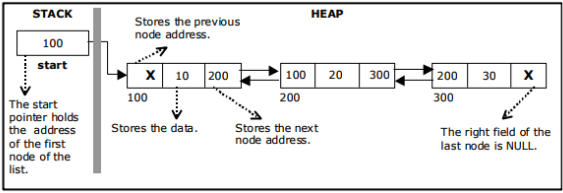 STACK
HEAP
100
start
Stores the previous
node address.
X 10 200
100 20 300
200 30 X
100
200
300
The start
pointer holds
the address
of the first
node of the
list.
Stores the data.
Stores the next
node address.
The right field of the
last node is NULL.